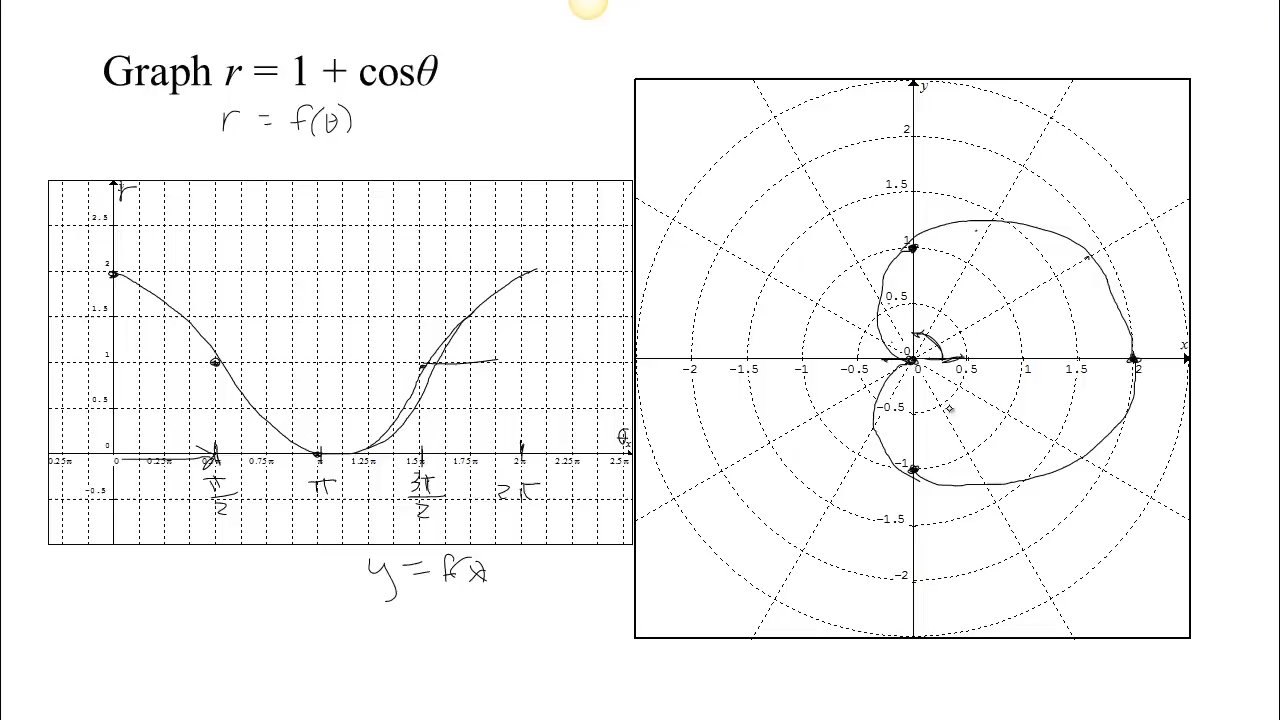 Graph r = 1 + cosθ
r = f(θ)
r
2.5
2
1.5
1
0.5
0
0.25π 0 0.25π 0.75π 1.25π 1.5π 1.75π 2π 2.25π 2.5π
θ x
-0.5
π/2 π 3π/2 2π
y = f(x)
y
2
1.5
1
0.5
0
x
-2 -1.5 -1 -0.5 0 0.5 1 1.5 2
-0.5
-1
-1.5
-2